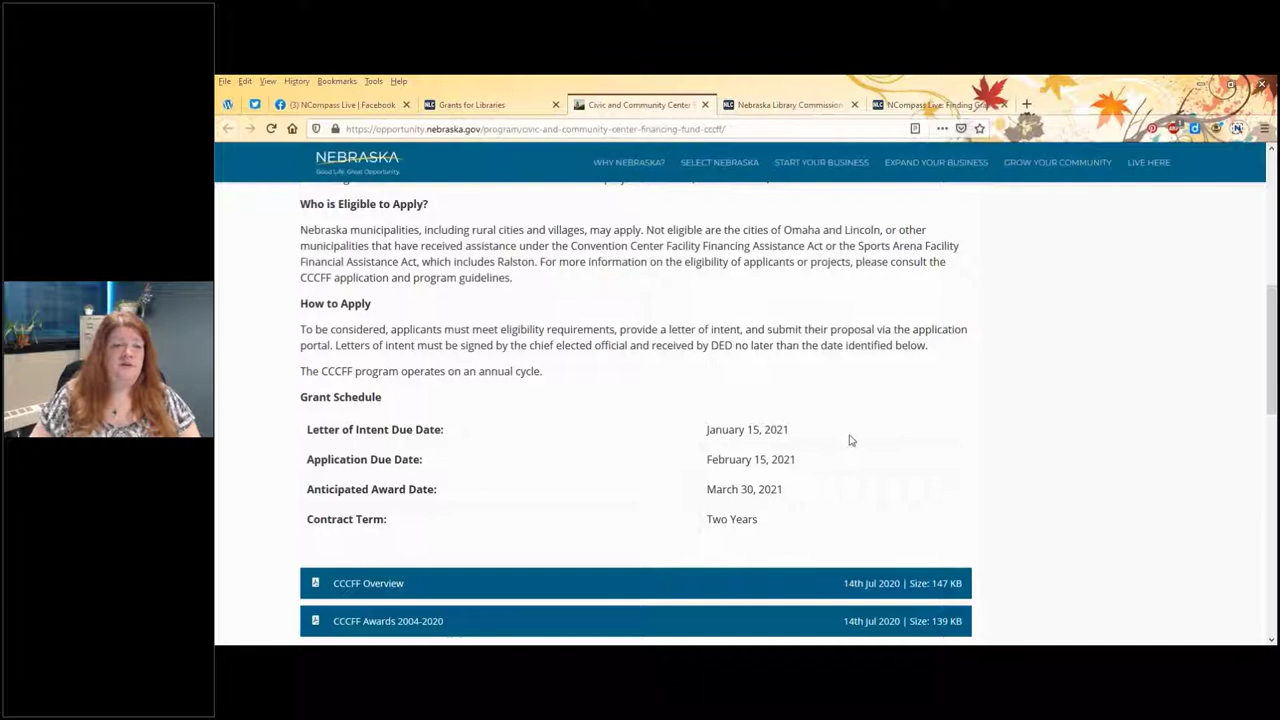 File Edit View History Bookmarks Tools Help
(3) NCompass Live | Facebook
Grants for Libraries
Civic and Community Center
Nebraska Library Commission
NCompass Live: Finding Gra
https://opportunity.nebraska.gov/program/civic-and-community-center-financing-fund-cccff/
NEBRASKA
Good Life. Great Opportunity.
WHY NEBRASKA? SELECT NEBRASKA START YOUR BUSINESS EXPAND YOUR BUSINESS GROW YOUR COMMUNITY LIVE HERE
Who is Eligible to Apply?
Nebraska municipalities, including rural cities and villages, may apply. Not eligible are the cities of Omaha and Lincoln, or other
municipalities that have received assistance under the Convention Center Facility Financing Assistance Act or the Sports Arena Facility
Financial Assistance Act, which includes Ralston. For more information on the eligibility of applicants or projects, please consult the
CCCFF application and program guidelines.
How to Apply
To be considered, applicants must meet eligibility requirements, provide a letter of intent, and submit their proposal via the application
portal. Letters of intent must be signed by the chief elected official and received by DED no later than the date identified below.
The CCCFF program operates on an annual cycle.
Grant Schedule
Letter of Intent Due Date: January 15, 2021
Application Due Date: February 15, 2021
Anticipated Award Date: March 30, 2021
Contract Term: Two Years
CCCFF Overview 14th Jul 2020 | Size: 147 KB
CCCFF Awards 2004-2020 14th Jul 2020 | Size: 139 KB